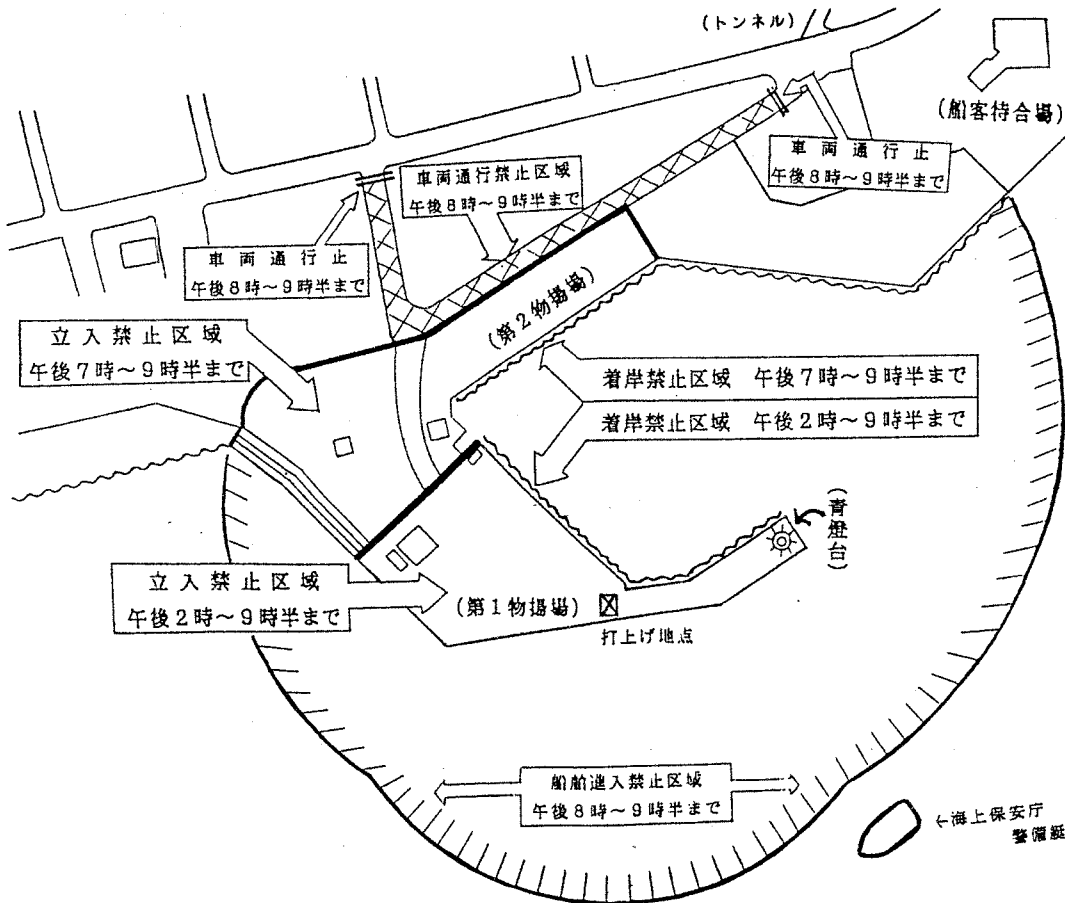 (トンネル)
(船客待合場)
車両通行止
午後8時～9時半まで
車両通行禁止区域
午後8時～9時半まで
車両通行止
午後8時～9時半まで
立入禁止区域
午後7時～9時半まで
(第2物揚場)
着岸禁止区域 午後7時～9時半まで
着岸禁止区域 午後2時～9時半まで
(青燈台)
立入禁止区域
午後2時～9時半まで
(第1物揚場)
打上げ地点
船舶進入禁止区域
午後8時～9時半まで
←海上保安庁
警備艇